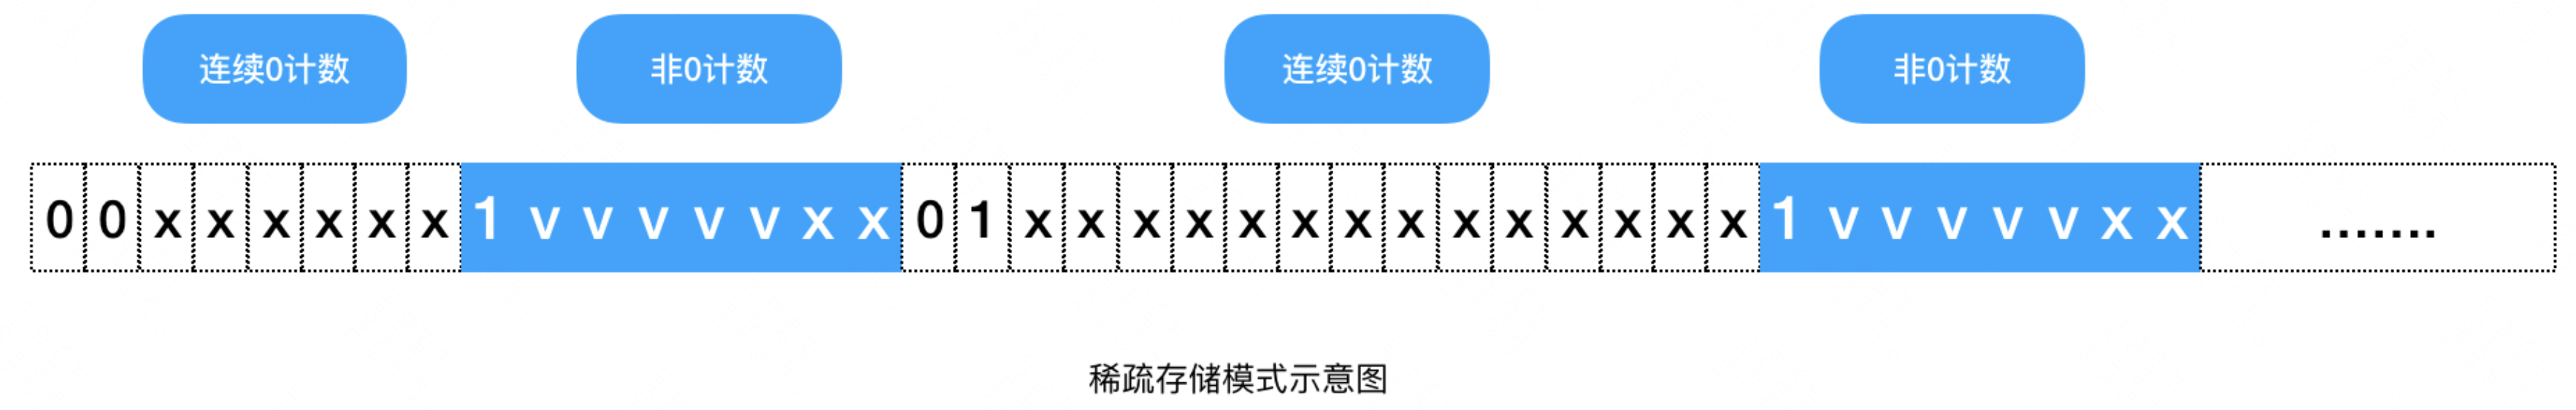 连续0计数 非0计数 连续0计数 非0计数
0 0 x x x x x x 1 v v v v v x x 0 1 x x x x x x x x x x x x x x 1 v v v v v x x .......
稀疏存储模式示意图